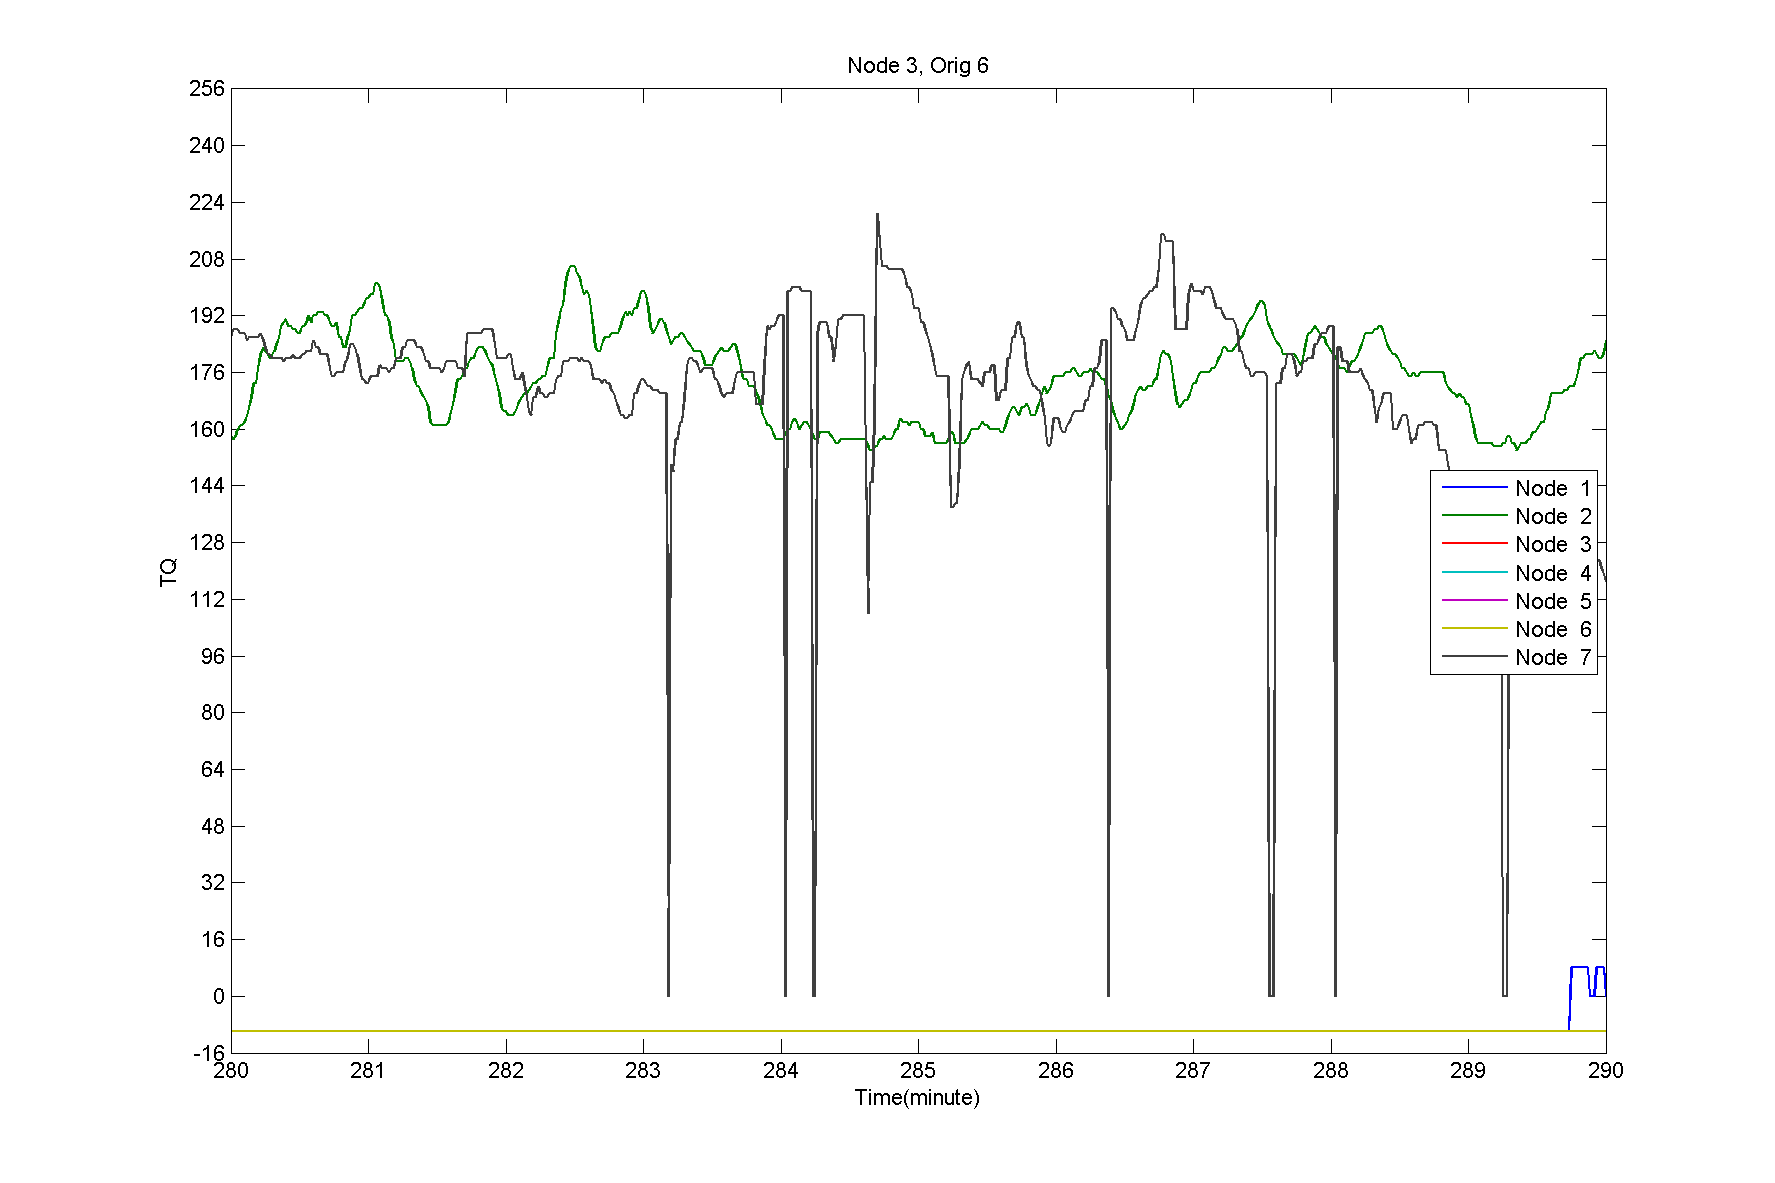 Node 3, Orig 6
256
240
224
208
192
176
160
144
128
112
96
80
64
48
32
16
0
-16
TQ
Node 1
Node 2
Node 3
Node 4
Node 5
Node 6
Node 7
280 281 282 283 284 285 286 287 288 289 290
Time(minute)